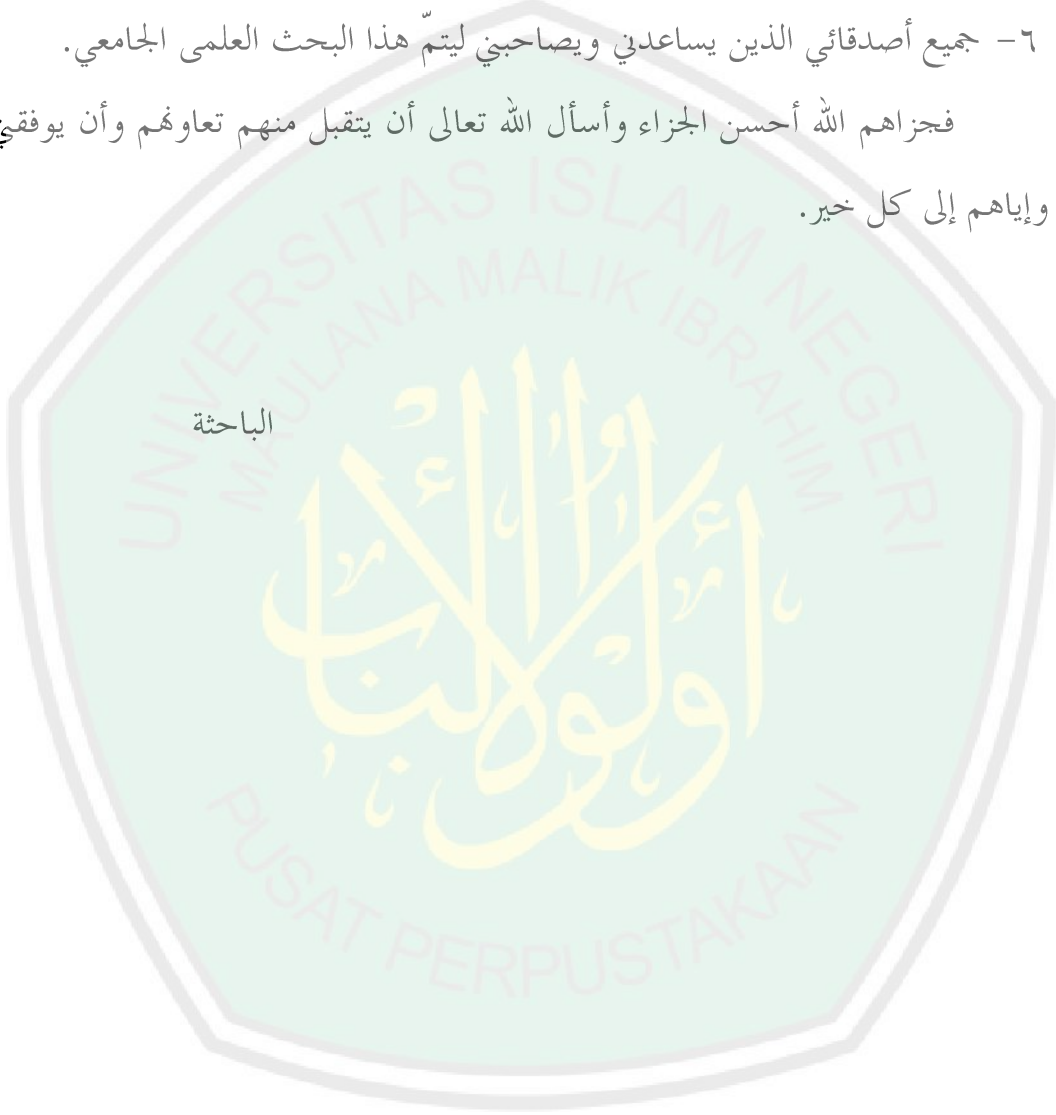 ٦- جميع أصدقائي الذين يساعدني ويصاحبني ليتمّ هذا البحث العلمى الجامعي.
فجزاهم الله أحسن الجزاء وأسأل الله تعالى أن يتقبل منهم تعاونهم وأن يوفقني
وإياهم إلى كل خير.
UNIVERSITAS ISLAM NEGERI
MAULANA MALIK IBRAHIM
الباحثة
أولوا الألباب
PUSAT PERPUSTAKAAN